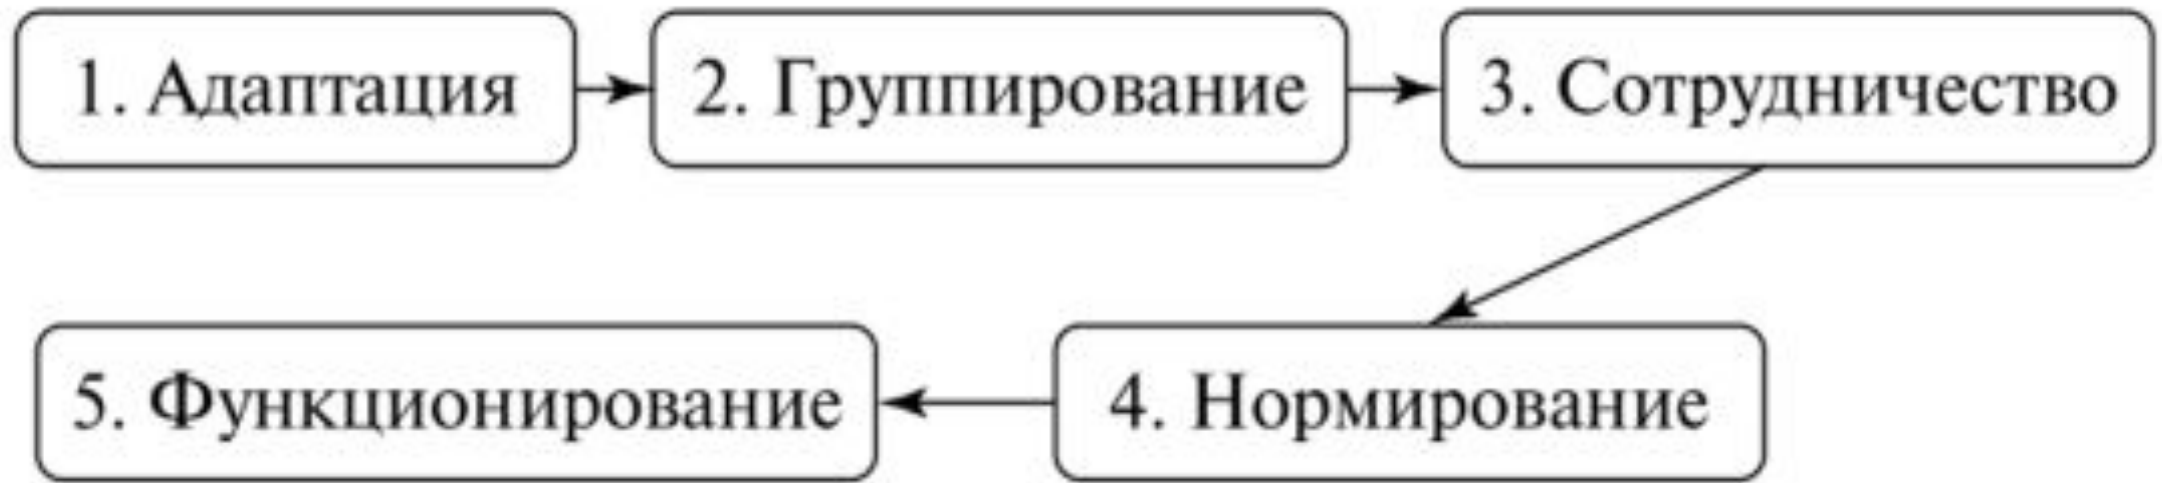 1. Адаптация
2. Группирование
3. Сотрудничество
4. Нормирование
5. Функционирование